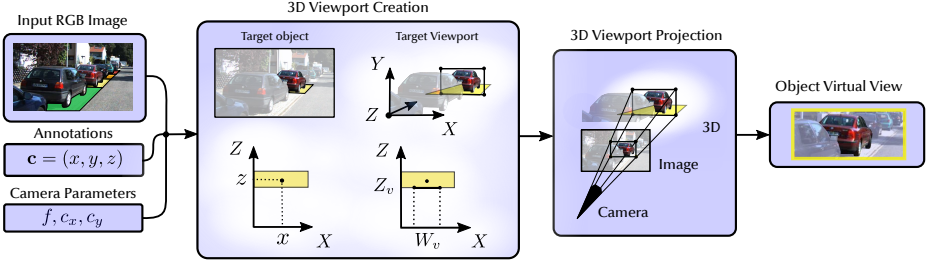 Input RGB Image
Annotations
c = (x, y, z)
Camera Parameters
f, c_x, c_y
3D Viewport Creation
Target object
Target Viewport
Y
Z
X
Z
z
x
X
Z
Z_v
W_v
X
3D Viewport Projection
3D
Image
Camera
Object Virtual View